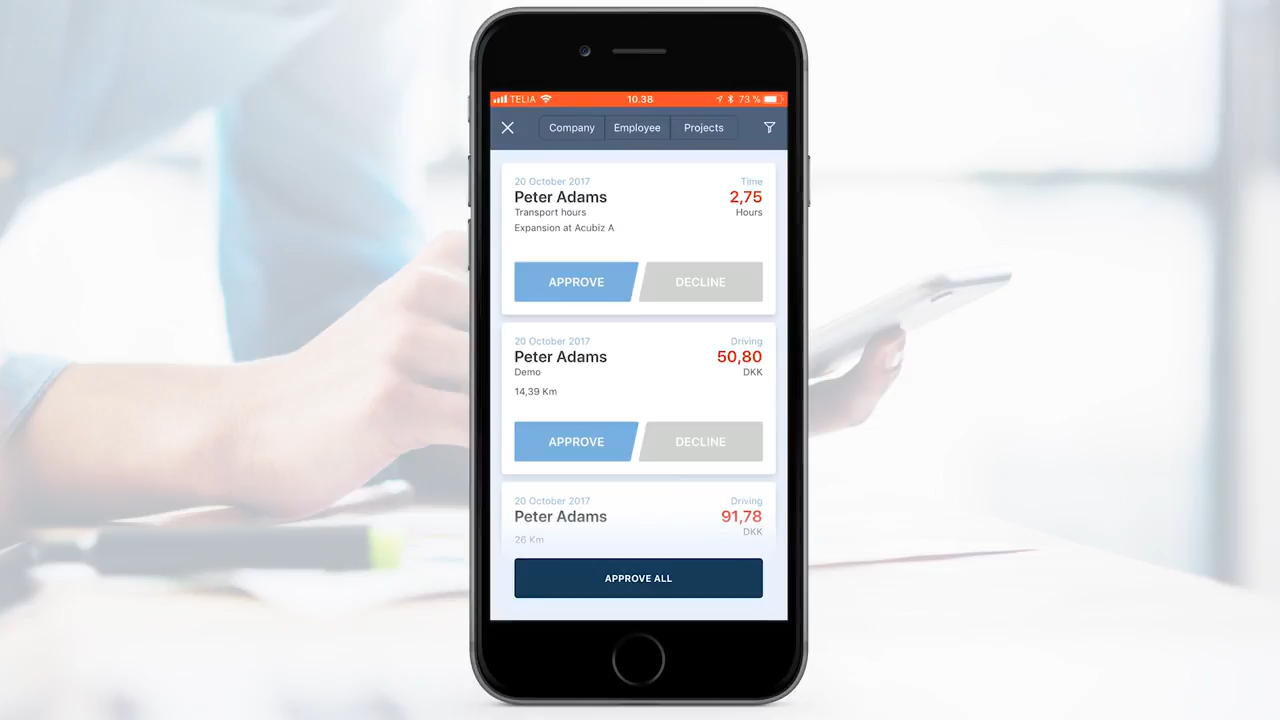 TELIA 10.38 73 %
Company Employee Projects
20 October 2017 Time
Peter Adams 2,75
Transport hours Hours
Expansion at Acubiz A
APPROVE DECLINE
20 October 2017 Driving
Peter Adams 50,80
Demo DKK
14,39 Km
APPROVE DECLINE
20 October 2017 Driving
Peter Adams 91,78
26 Km DKK
APPROVE ALL